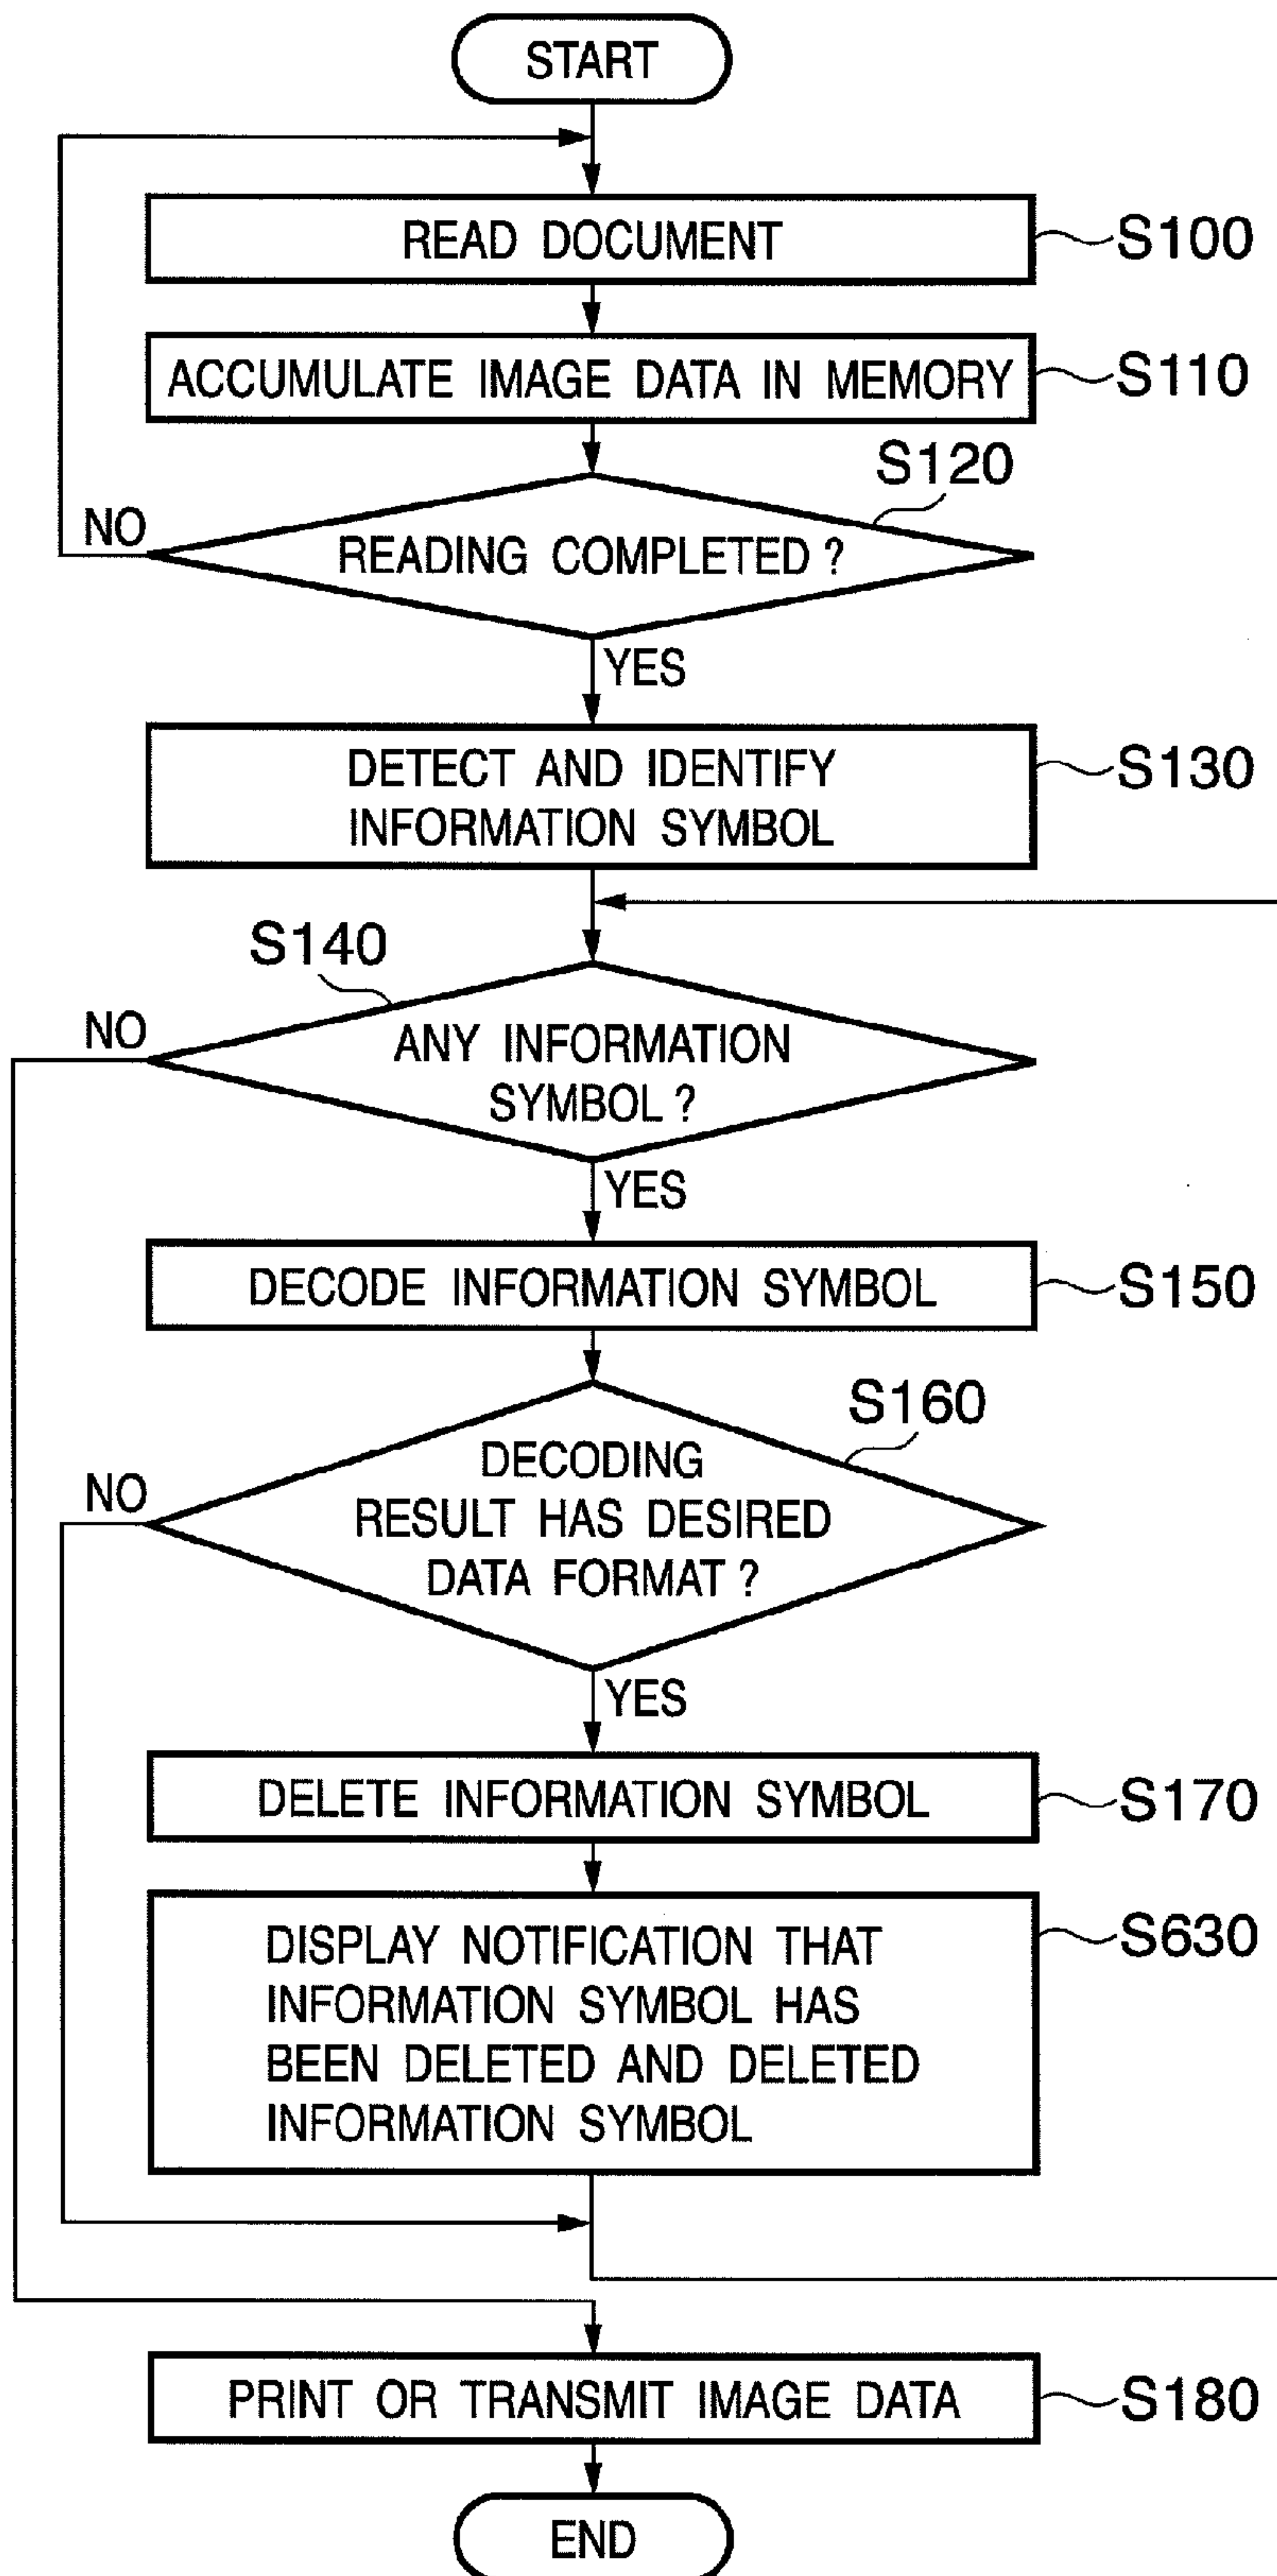 START
READ DOCUMENT
S100
ACCUMULATE IMAGE DATA IN MEMORY
S110
S120
NO
READING COMPLETED ?
YES
DETECT AND IDENTIFY
INFORMATION SYMBOL
S130
S140
NO
ANY INFORMATION
SYMBOL ?
YES
DECODE INFORMATION SYMBOL
S150
S160
NO
DECODING
RESULT HAS DESIRED
DATA FORMAT ?
YES
DELETE INFORMATION SYMBOL
S170
DISPLAY NOTIFICATION THAT
INFORMATION SYMBOL HAS
BEEN DELETED AND DELETED
INFORMATION SYMBOL
S630
PRINT OR TRANSMIT IMAGE DATA
S180
END